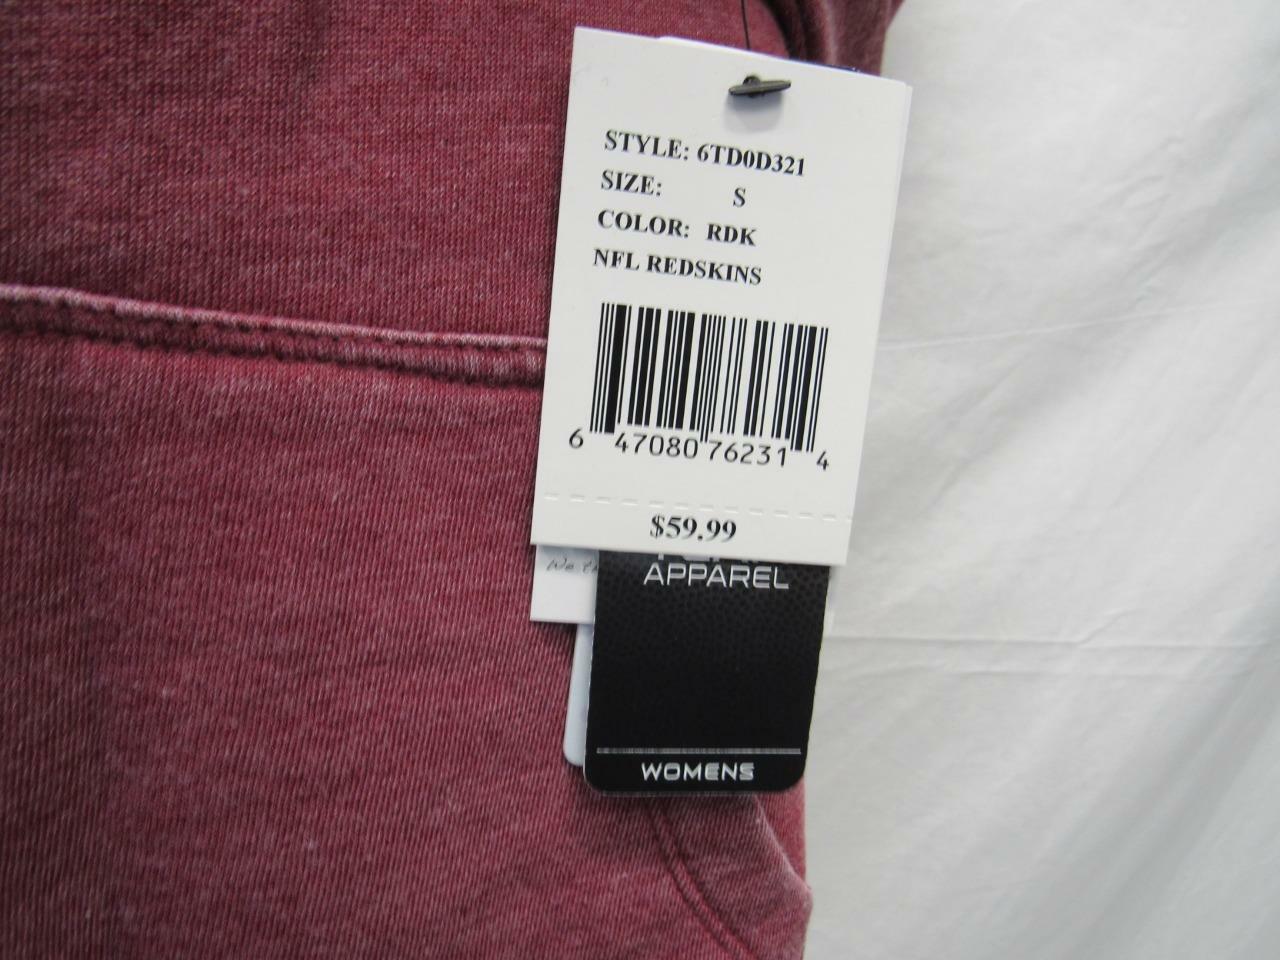 STYLE: 6TD0D321
SIZE: S
COLOR: RDK
NFL REDSKINS
6 47080 76231 4
$59.99
APPAREL
WOMENS